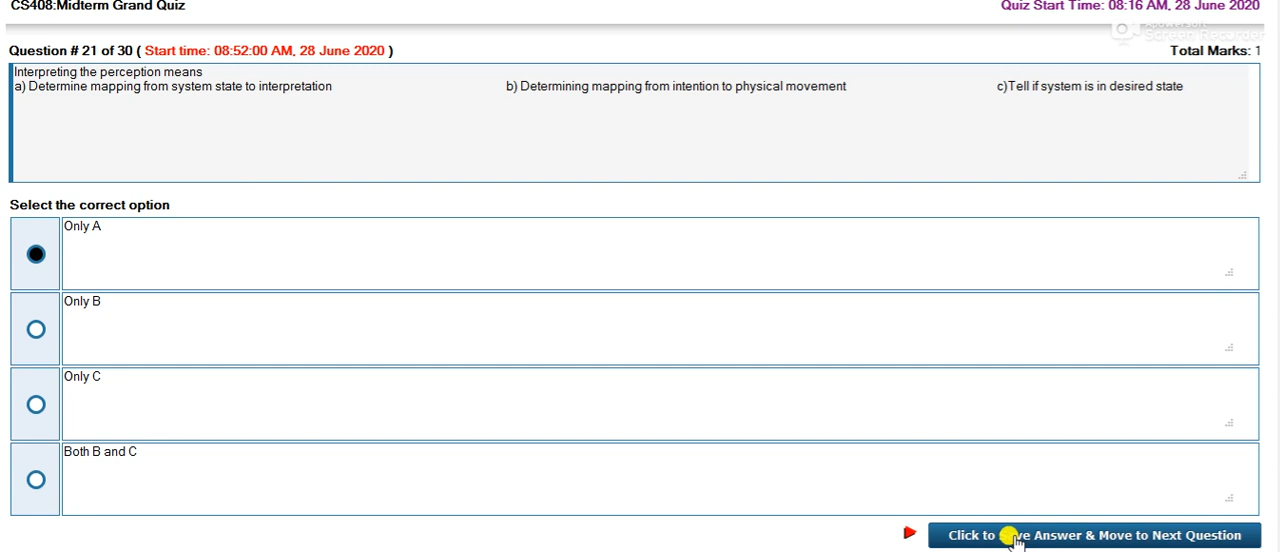 CS408:Midterm Grand Quiz
Quiz Start Time: 08:16 AM, 28 June 2020
Screen Recorder
Question # 21 of 30 ( Start time: 08:52:00 AM, 28 June 2020 )
Total Marks: 1
Interpreting the perception means
a) Determine mapping from system state to interpretation b) Determining mapping from intention to physical movement c)Tell if system is in desired state
Select the correct option
Only A
Only B
Only C
Both B and C
Click to Save Answer & Move to Next Question